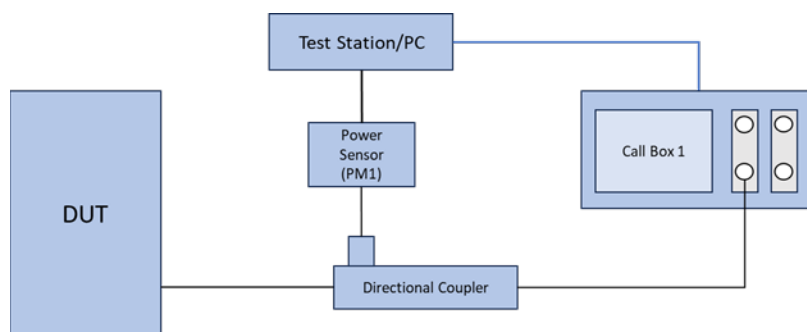 Test Station/PC
Power
Sensor
(PM1)
Call Box 1
DUT
Directional Coupler